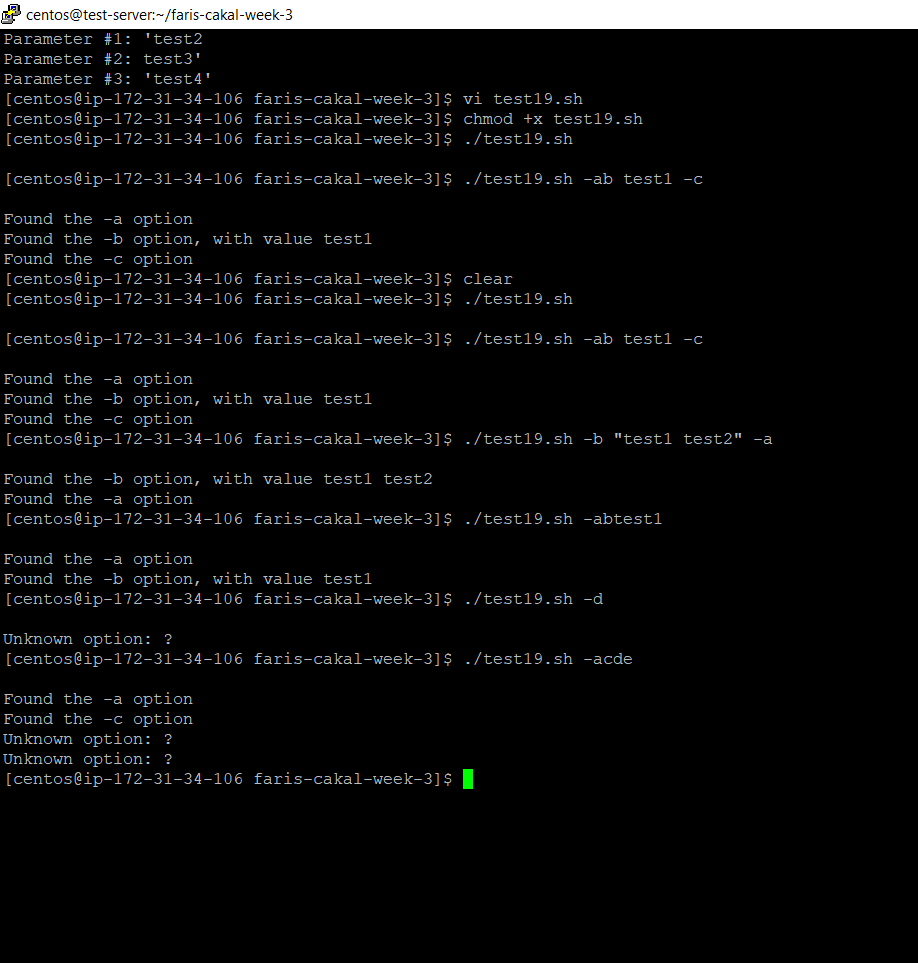 centos@test-server:~/faris-cakal-week-3
Parameter #1: 'test2
Parameter #2: test3'
Parameter #3: 'test4'
[centos@ip-172-31-34-106 faris-cakal-week-3]$ vi test19.sh
[centos@ip-172-31-34-106 faris-cakal-week-3]$ chmod +x test19.sh
[centos@ip-172-31-34-106 faris-cakal-week-3]$ ./test19.sh
[centos@ip-172-31-34-106 faris-cakal-week-3]$ ./test19.sh -ab test1 -c
Found the -a option
Found the -b option, with value test1
Found the -c option
[centos@ip-172-31-34-106 faris-cakal-week-3]$ clear
[centos@ip-172-31-34-106 faris-cakal-week-3]$ ./test19.sh
[centos@ip-172-31-34-106 faris-cakal-week-3]$ ./test19.sh -ab test1 -c
Found the -a option
Found the -b option, with value test1
Found the -c option
[centos@ip-172-31-34-106 faris-cakal-week-3]$ ./test19.sh -b "test1 test2" -a
Found the -b option, with value test1 test2
Found the -a option
[centos@ip-172-31-34-106 faris-cakal-week-3]$ ./test19.sh -abtest1
Found the -a option
Found the -b option, with value test1
[centos@ip-172-31-34-106 faris-cakal-week-3]$ ./test19.sh -d
Unknown option: ?
[centos@ip-172-31-34-106 faris-cakal-week-3]$ ./test19.sh -acde
Found the -a option
Found the -c option
Unknown option: ?
Unknown option: ?
[centos@ip-172-31-34-106 faris-cakal-week-3]$